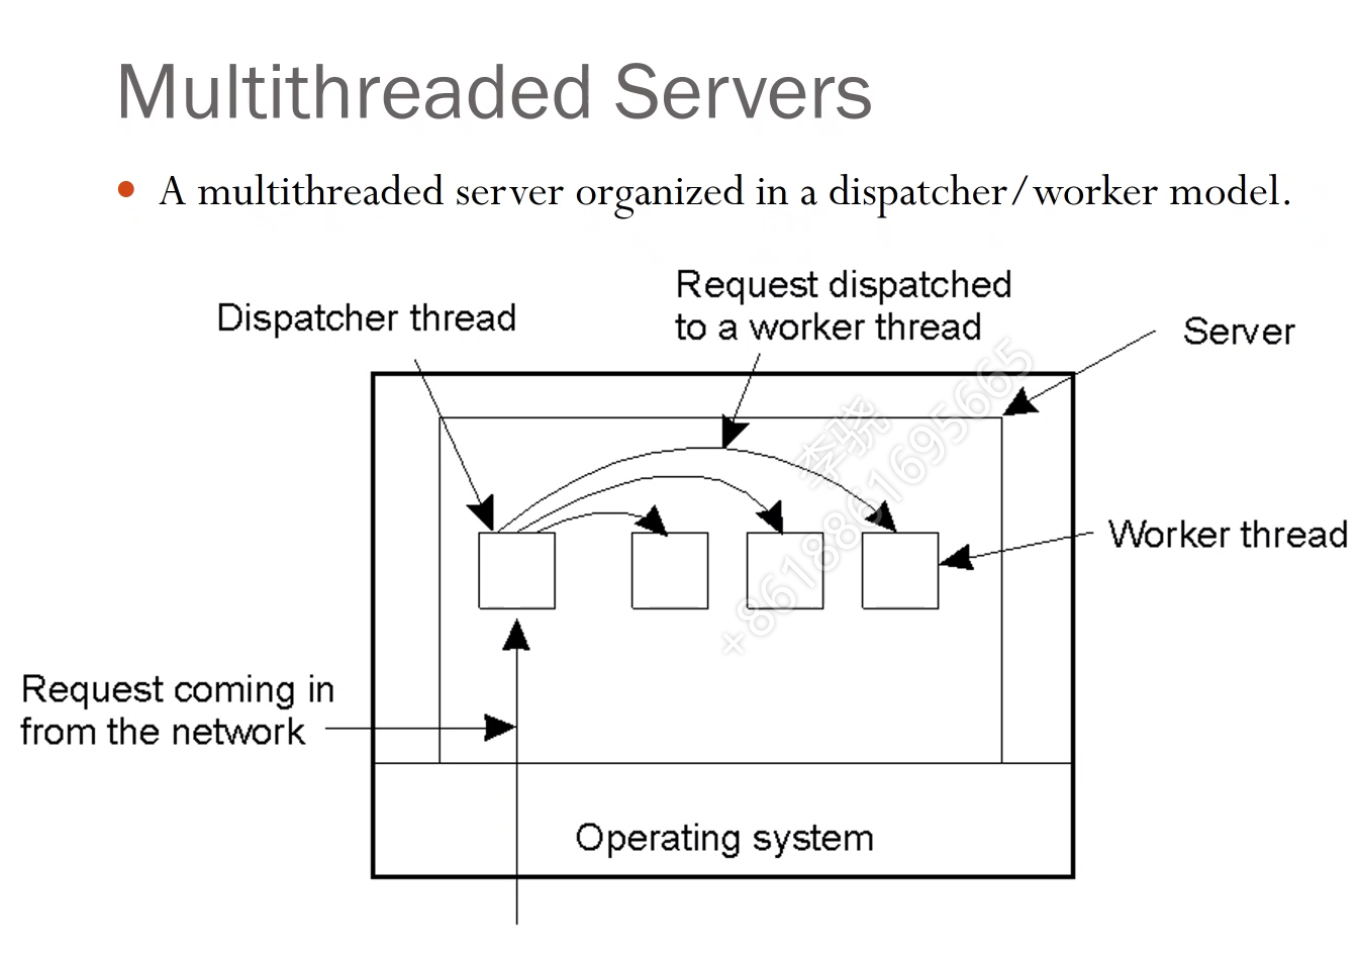 Multithreaded Servers
• A multithreaded server organized in a dispatcher/worker model.
Request dispatched
to a worker thread
Dispatcher thread
Server
李骁
+8618861695665
Worker thread
Request coming in
from the network
Operating system